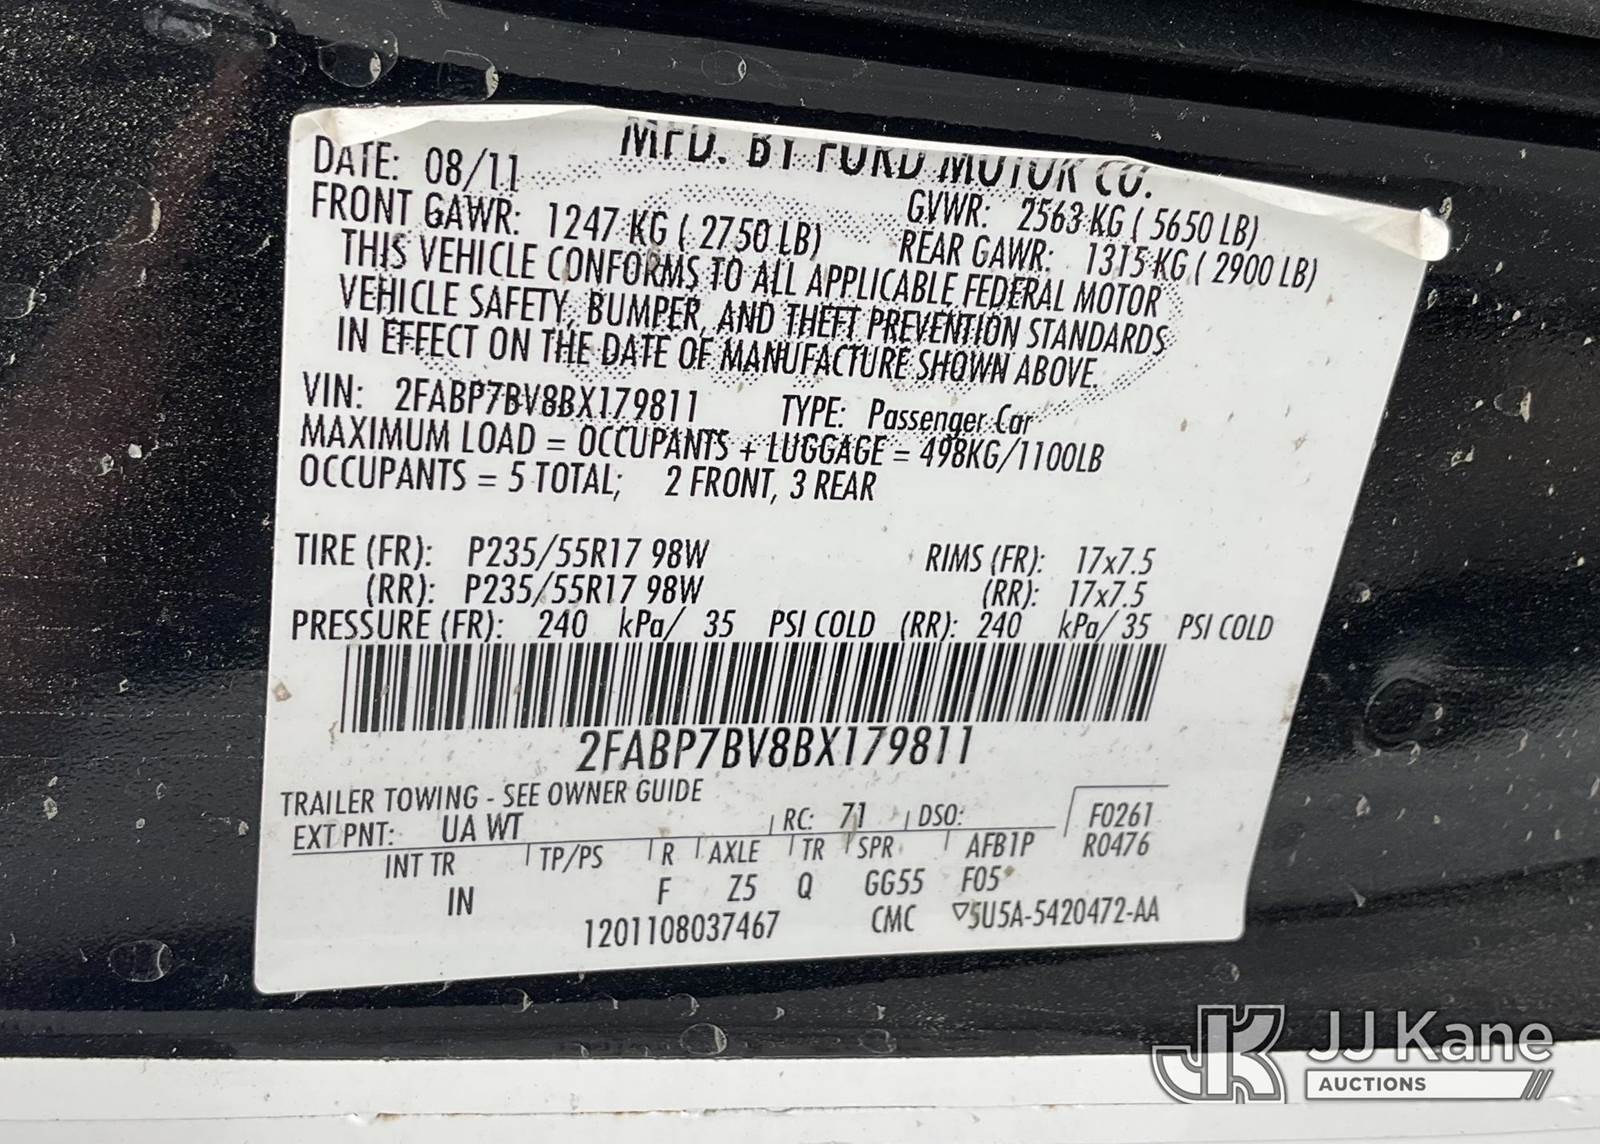 MFD. BY FORD MOTOR CO.
DATE: 08/11 GVWR: 2563 KG ( 5650 LB)
FRONT GAWR: 1247 KG ( 2750 LB) REAR GAWR: 1315 KG ( 2900 LB)
THIS VEHICLE CONFORMS TO ALL APPLICABLE FEDERAL MOTOR
VEHICLE SAFETY, BUMPER, AND THEFT PREVENTION STANDARDS
IN EFFECT ON THE DATE OF MANUFACTURE SHOWN ABOVE.
VIN: 2FABP7BV8BX179811 TYPE: Passenger Car
MAXIMUM LOAD = OCCUPANTS + LUGGAGE = 498KG/1100LB
OCCUPANTS = 5 TOTAL; 2 FRONT, 3 REAR
TIRE (FR): P235/55R17 98W RIMS (FR): 17x7.5
(RR): P235/55R17 98W (RR): 17x7.5
PRESSURE (FR): 240 kPa/ 35 PSI COLD (RR): 240 kPa/ 35 PSI COLD
2FABP7BV8BX179811
TRAILER TOWING - SEE OWNER GUIDE
EXT PNT: UA WT RC: 71 DSO: F0261
INT TR TP/PS R AXLE TR SPR AFB1P R0476
IN F Z5 Q GG55 F05
1201108037467 CMC ▽5U5A-5420472-AA
JK JJ Kane
AUCTIONS